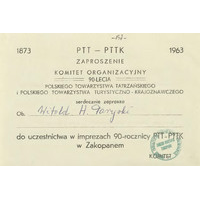 1873 PTT — PTTK 1963
ZAPROSZENIE
KOMITET ORGANIZACYJNY
90-LECIA
POLSKIEGO TOWARZYSTWA TATRZAŃSKIEGO
i POLSKIEGO TOWARZYSTWA TURYSTYCZNO - KRAJOZNAWCZEGO
serdecznie zaprasza
Ob. Witold H. Paryski
do uczestnictwa w imprezach 90-rocznicy PTT-PTTK
w Zakopanem
KOMITET